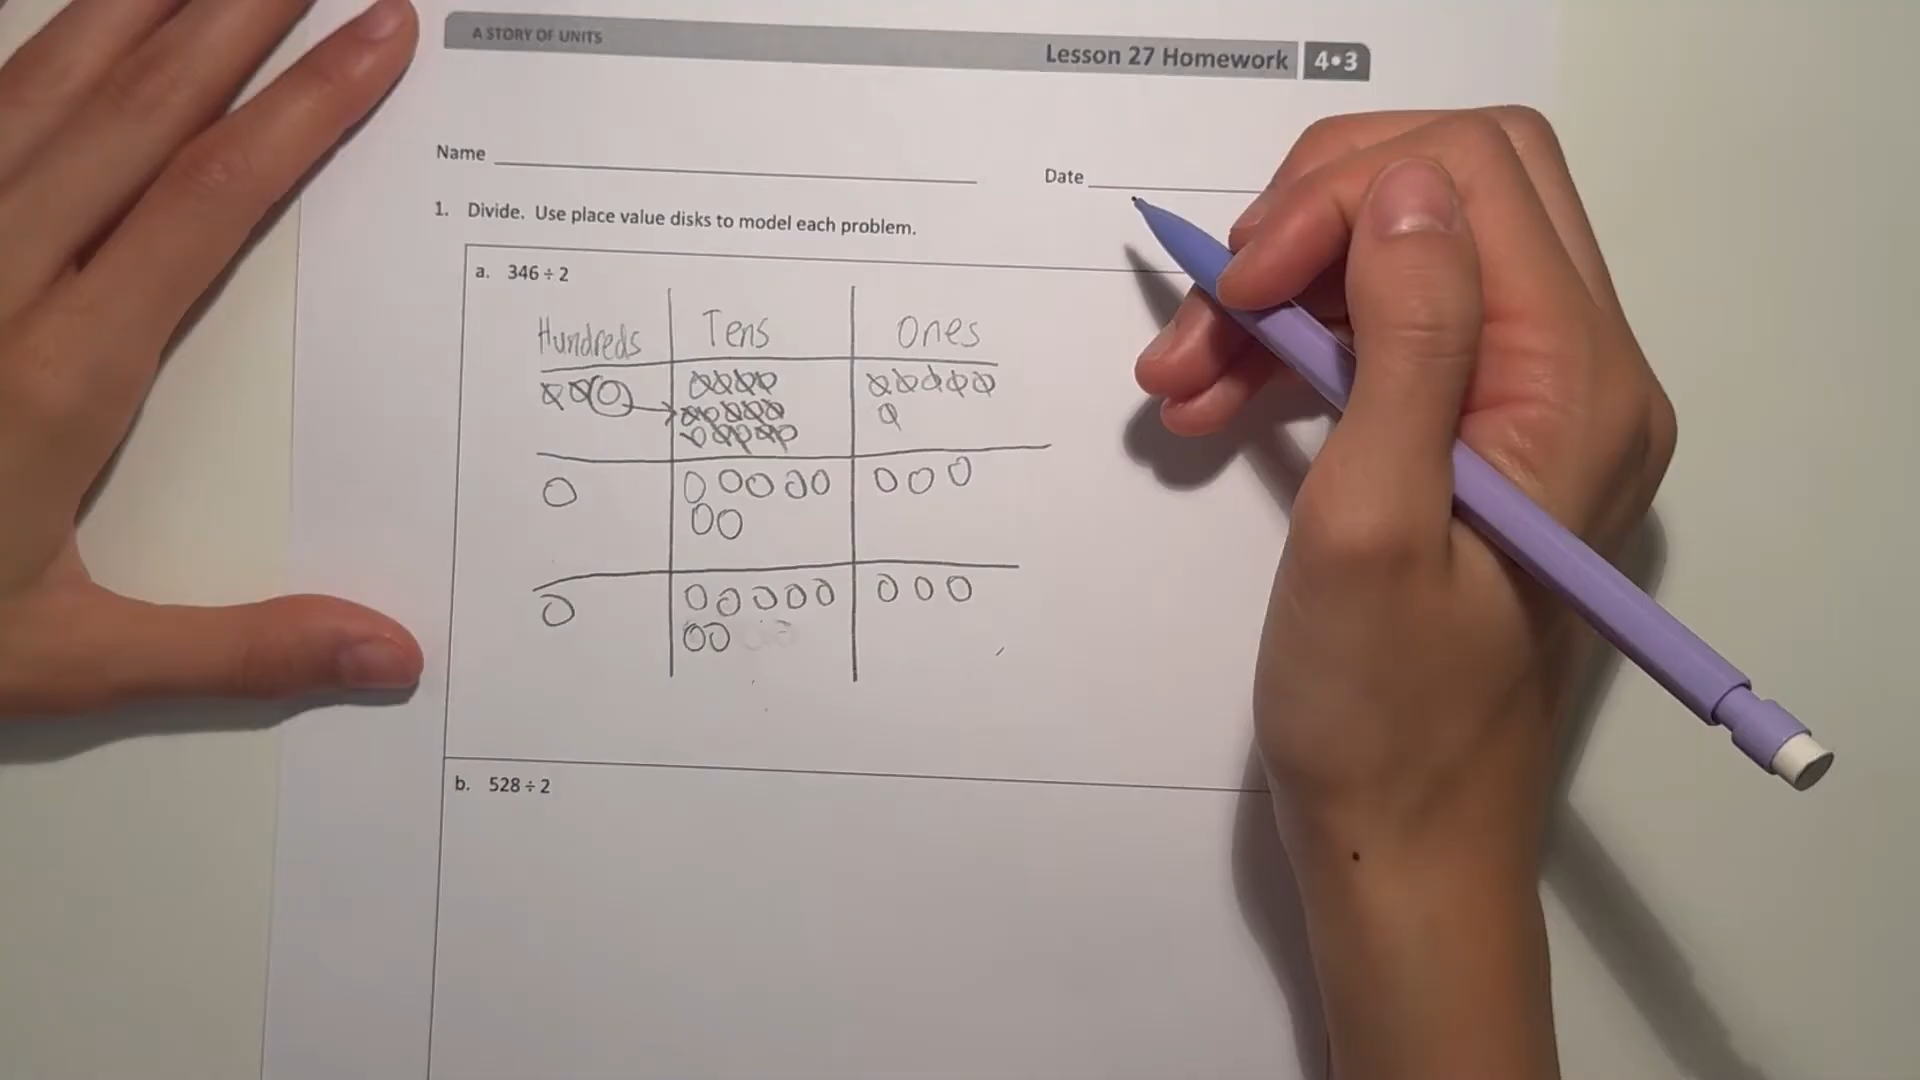 A STORY OF UNITS
Lesson 27 Homework 4•3
Name
Date
1. Divide. Use place value disks to model each problem.
a. 346 ÷ 2
Hundreds Tens Ones
b. 528 ÷ 2